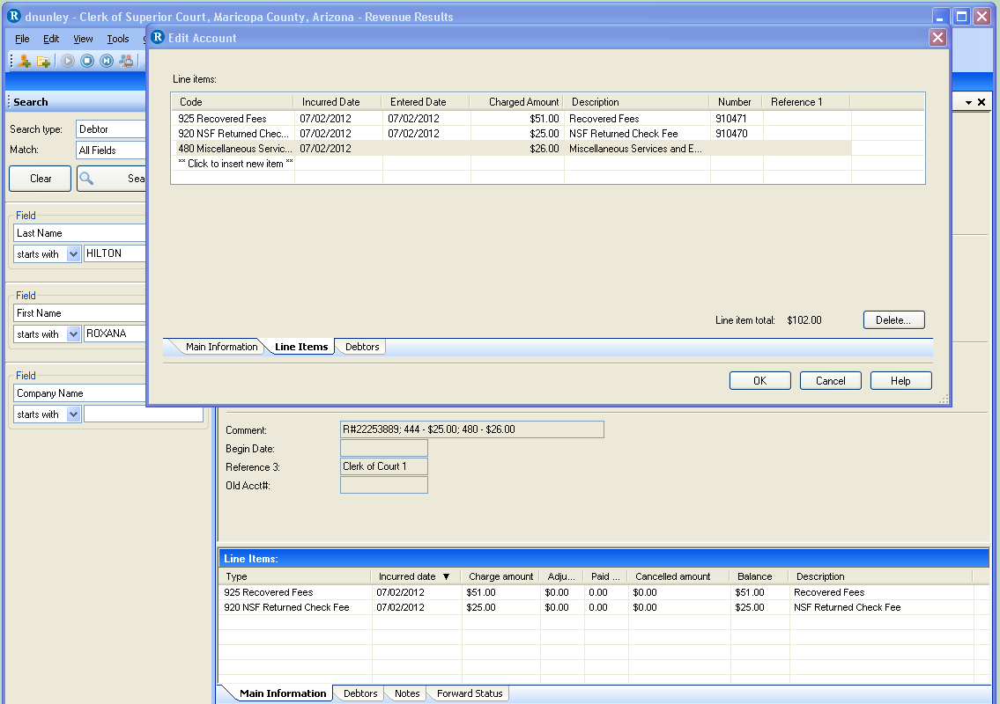 R dnunley - Clerk of Superior Court, Maricopa County, Arizona - Revenue Results
File Edit View Tools
R Edit Account
Search
Search type: Debtor
Match: All Fields
Clear Sea
Field
Last Name
starts with HILTON
Field
First Name
starts with ROXANA
Field
Company Name
starts with
Line items:
Code Incurred Date Entered Date Charged Amount Description Number Reference 1
925 Recovered Fees 07/02/2012 07/02/2012 $51.00 Recovered Fees 910471
920 NSF Returned Chec... 07/02/2012 07/02/2012 $25.00 NSF Returned Check Fee 910470
480 Miscellaneous Servic... 07/02/2012 $26.00 Miscellaneous Services and E...
** Click to insert new item **
Line item total: $102.00 Delete...
Main Information Line Items Debtors
OK Cancel Help
Comment: R#22253889; 444 - $25.00; 480 - $26.00
Begin Date:
Reference 3: Clerk of Court 1
Old Acct#:
Line Items:
Type Incurred date Charge amount Adju... Paid ... Cancelled amount Balance Description
925 Recovered Fees 07/02/2012 $51.00 $0.00 0.00 $0.00 $51.00 Recovered Fees
920 NSF Returned Check Fee 07/02/2012 $25.00 $0.00 0.00 $0.00 $25.00 NSF Returned Check Fee
Main Information Debtors Notes Forward Status